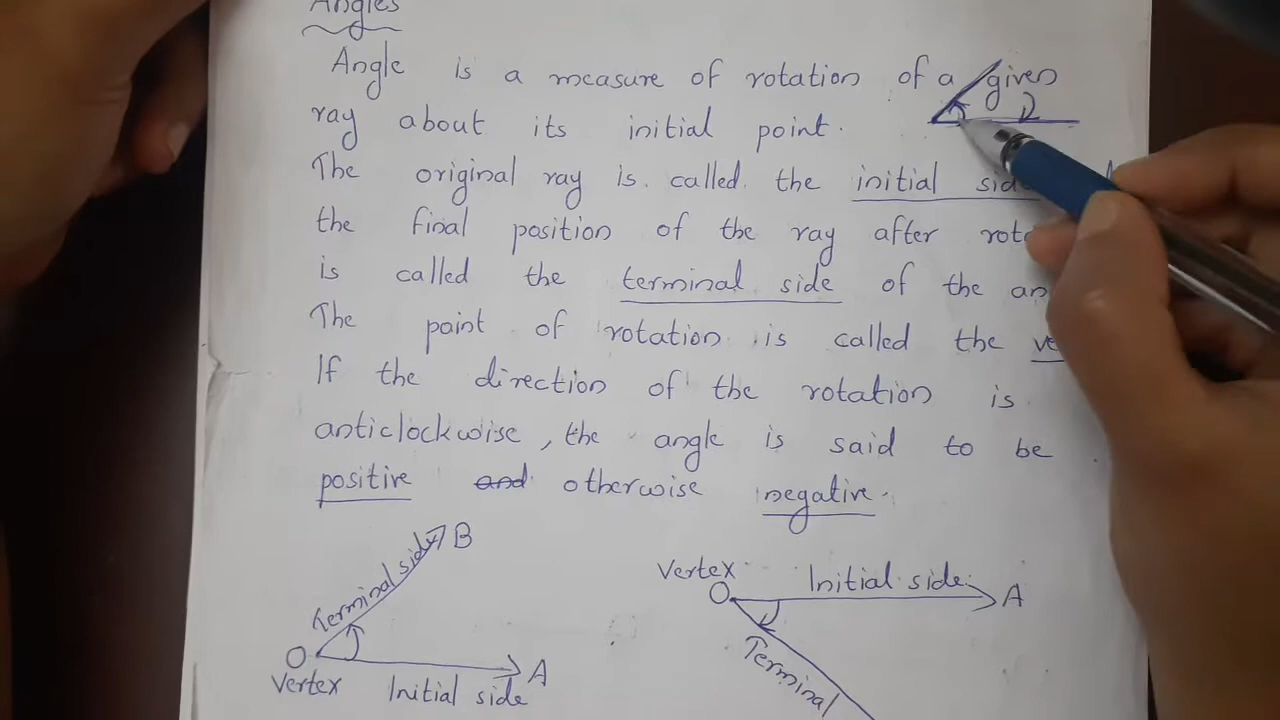 Angles
Angle is a measure of rotation of a given
ray about its initial point.
The original ray is called the initial
the final position of the ray after
is called the terminal side of the
The point of rotation is called the
If the direction of the rotation is
anticlockwise, the angle is said to be
positive and otherwise negative.
Terminal side B
O A
Vertex Initial side
Vertex Initial side
O A
Terminal